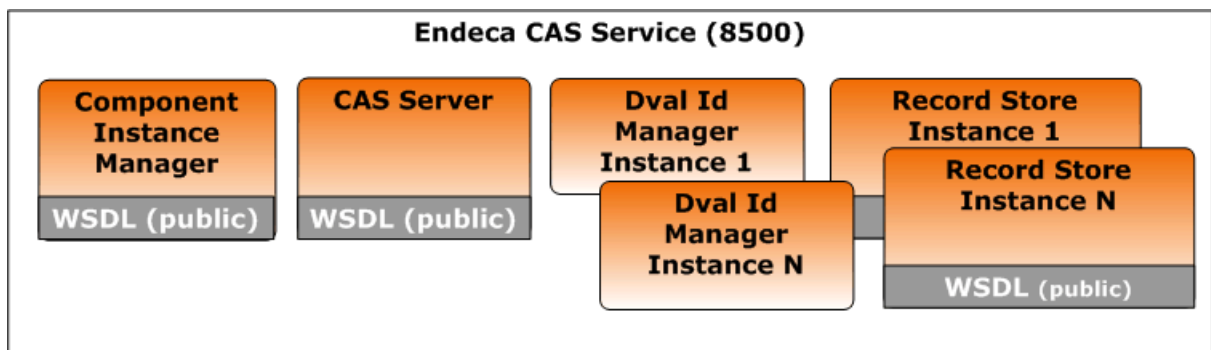 Endeca CAS Service (8500)
Component
Instance
Manager
WSDL (public)
CAS Server
WSDL (public)
Dval Id
Manager
Instance 1
Dval Id
Manager
Instance N
Record Store
Instance 1
Record Store
Instance N
WSDL (public)